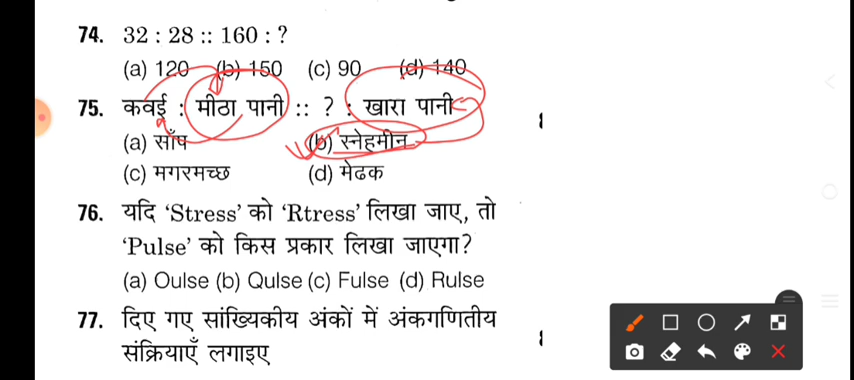 74. 32 : 28 :: 160 : ?
(a) 120 (b) 150 (c) 90 (d) 140
75. कवई : मीठा पानी :: ? : खारा पानी
(a) साँप (b) स्नेहमीन
(c) मगरमच्छ (d) मेढक
76. यदि ‘Stress’ को ‘Rtress’ लिखा जाए, तो
‘Pulse’ को किस प्रकार लिखा जाएगा?
(a) Oulse (b) Qulse (c) Fulse (d) Rulse
77. दिए गए सांख्यिकीय अंकों में अंकगणितीय
संक्रियाएँ लगाइए